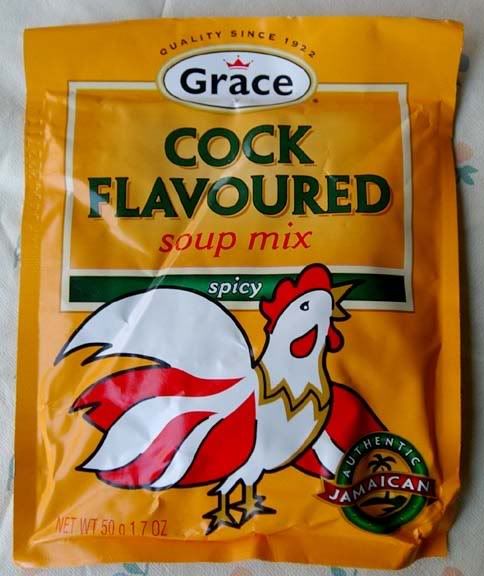 QUALITY SINCE 1922
Grace
COCK
FLAVOURED
soup mix
spicy
AUTHENTIC
JAMAICAN
NET WT 50 g 1.7 OZ